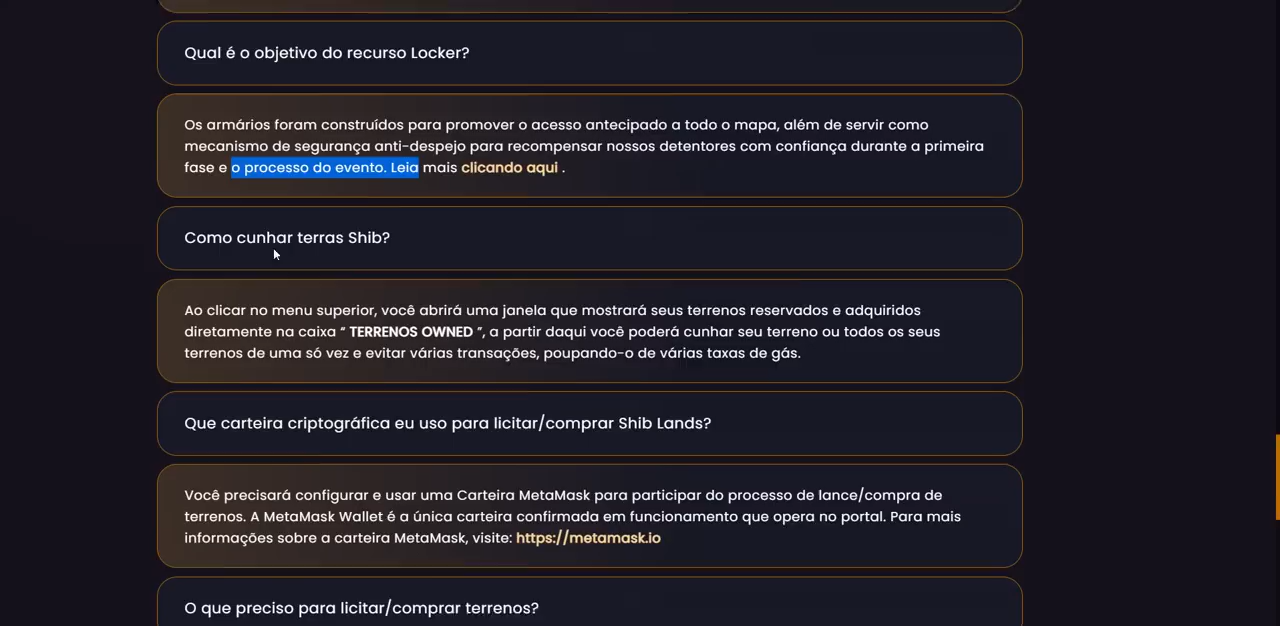 Qual é o objetivo do recurso Locker?
Os armários foram construídos para promover o acesso antecipado a todo o mapa, além de servir como
mecanismo de segurança anti-despejo para recompensar nossos detentores com confiança durante a primeira
fase e o processo do evento. Leia mais clicando aqui .
Como cunhar terras Shib?
Ao clicar no menu superior, você abrirá uma janela que mostrará seus terrenos reservados e adquiridos
diretamente na caixa “ TERRENOS OWNED ”, a partir daqui você poderá cunhar seu terreno ou todos os seus
terrenos de uma só vez e evitar várias transações, poupando-o de várias taxas de gás.
Que carteira criptográfica eu uso para licitar/comprar Shib Lands?
Você precisará configurar e usar uma Carteira MetaMask para participar do processo de lance/compra de
terrenos. A MetaMask Wallet é a única carteira confirmada em funcionamento que opera no portal. Para mais
informações sobre a carteira MetaMask, visite: https://metamask.io
O que preciso para licitar/comprar terrenos?